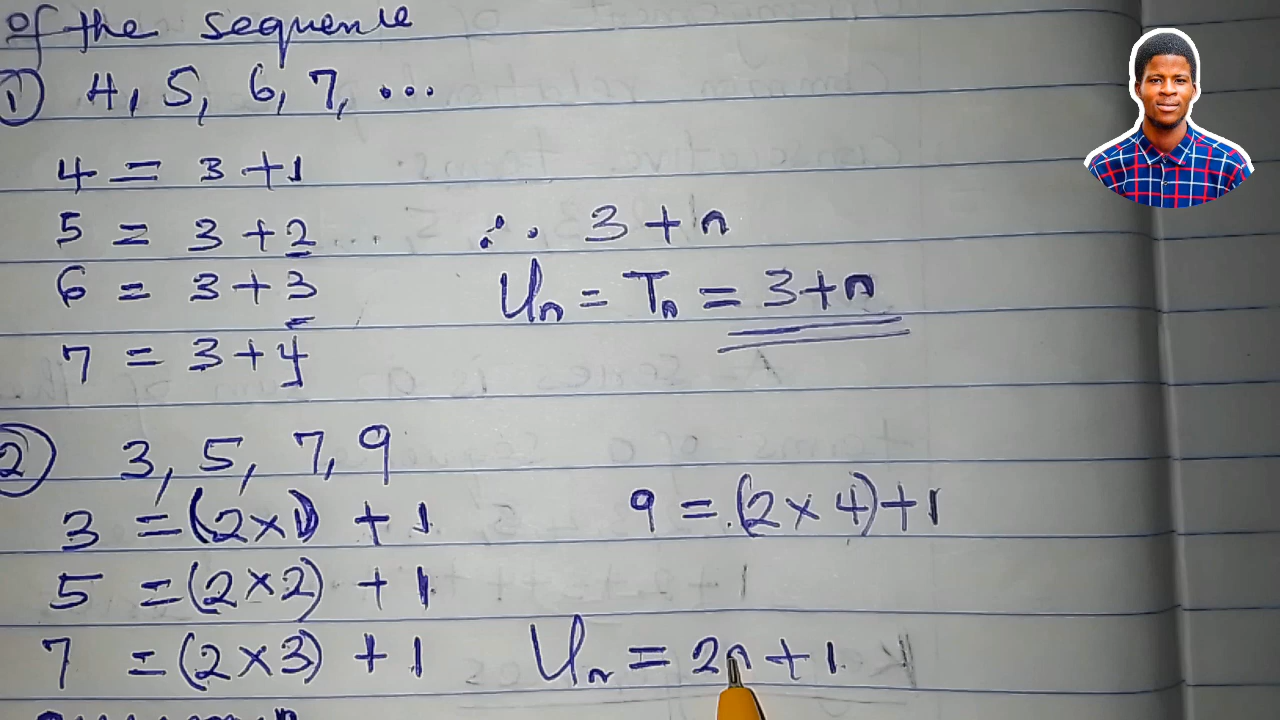 of the sequence
① 4, 5, 6, 7, ...
4 = 3 + 1
5 = 3 + 2
∴ 3 + n
6 = 3 + 3
Un = Tn = 3 + n
7 = 3 + 4
② 3, 5, 7, 9
3 = (2 × 1) + 1
9 = (2 × 4) + 1
5 = (2 × 2) + 1
7 = (2 × 3) + 1
Un = 2n + 1